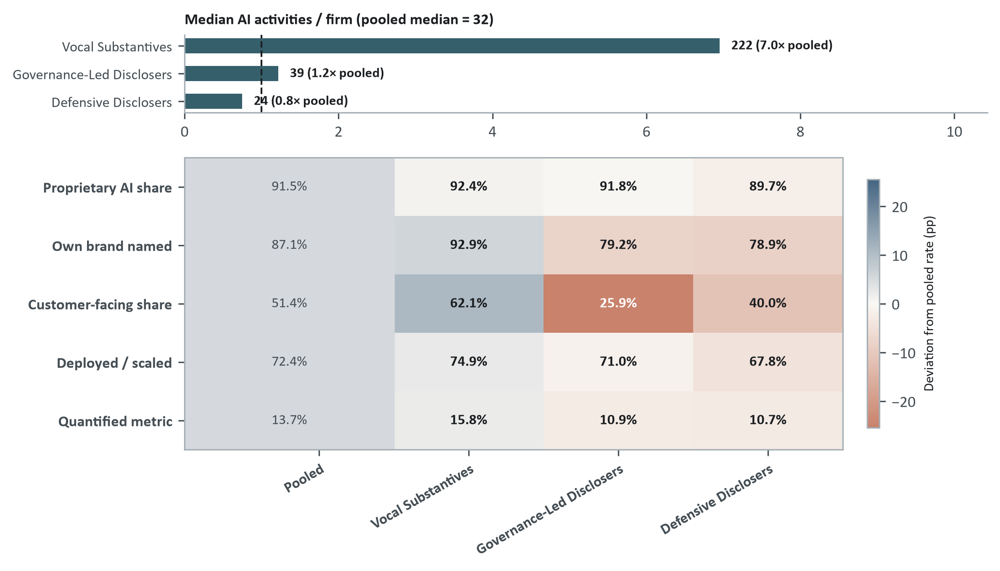 Median AI activities / firm (pooled median = 32)
Vocal Substantives
222 (7.0× pooled)
Governance-Led Disclosers
39 (1.2× pooled)
Defensive Disclosers
24 (0.8× pooled)
0 2 4 6 8 10
Proprietary AI share 91.5% 92.4% 91.8% 89.7%
Own brand named 87.1% 92.9% 79.2% 78.9%
Customer-facing share 51.4% 62.1% 25.9% 40.0%
Deployed / scaled 72.4% 74.9% 71.0% 67.8%
Quantified metric 13.7% 15.8% 10.9% 10.7%
Pooled
Vocal Substantives
Governance-Led Disclosers
Defensive Disclosers
20
10
0
−10
−20
Deviation from pooled rate (pp)